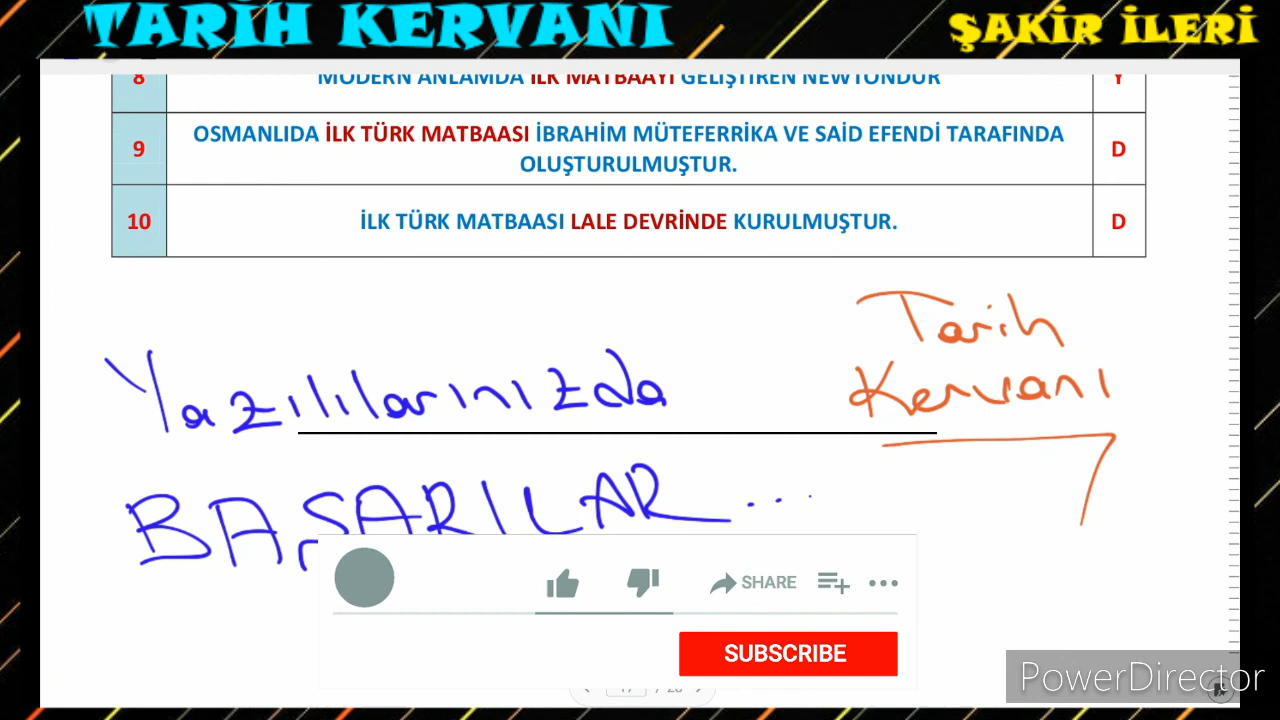 TARİH KERVANI
ŞAKİR İLERİ
8 MODERN ANLAMDA İLK MATBAAYI GELİŞTİREN NEWTONDUR Y
9 OSMANLIDA İLK TÜRK MATBAASI İBRAHİM MÜTEFERRİKA VE SAİD EFENDİ TARAFINDA OLUŞTURULMUŞTUR. D
10 İLK TÜRK MATBAASI LALE DEVRİNDE KURULMUŞTUR. D
Tarih
Kervanı
Yazılılarınızda
BAŞARILAR...
SHARE
SUBSCRIBE
PowerDirector